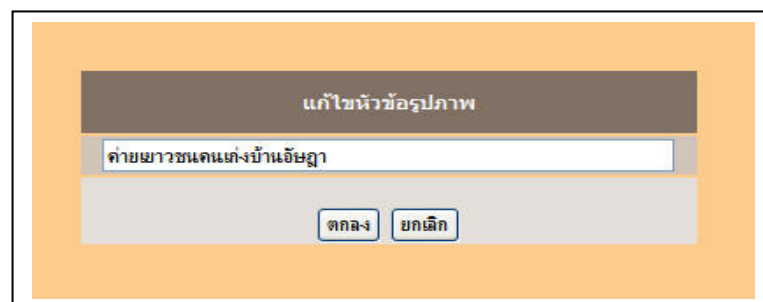 แก้ไขหัวข้อรูปภาพ
ค่ายเยาวชนคนเก่งบ้านอัษฎา
ตกลง ยกเลิก